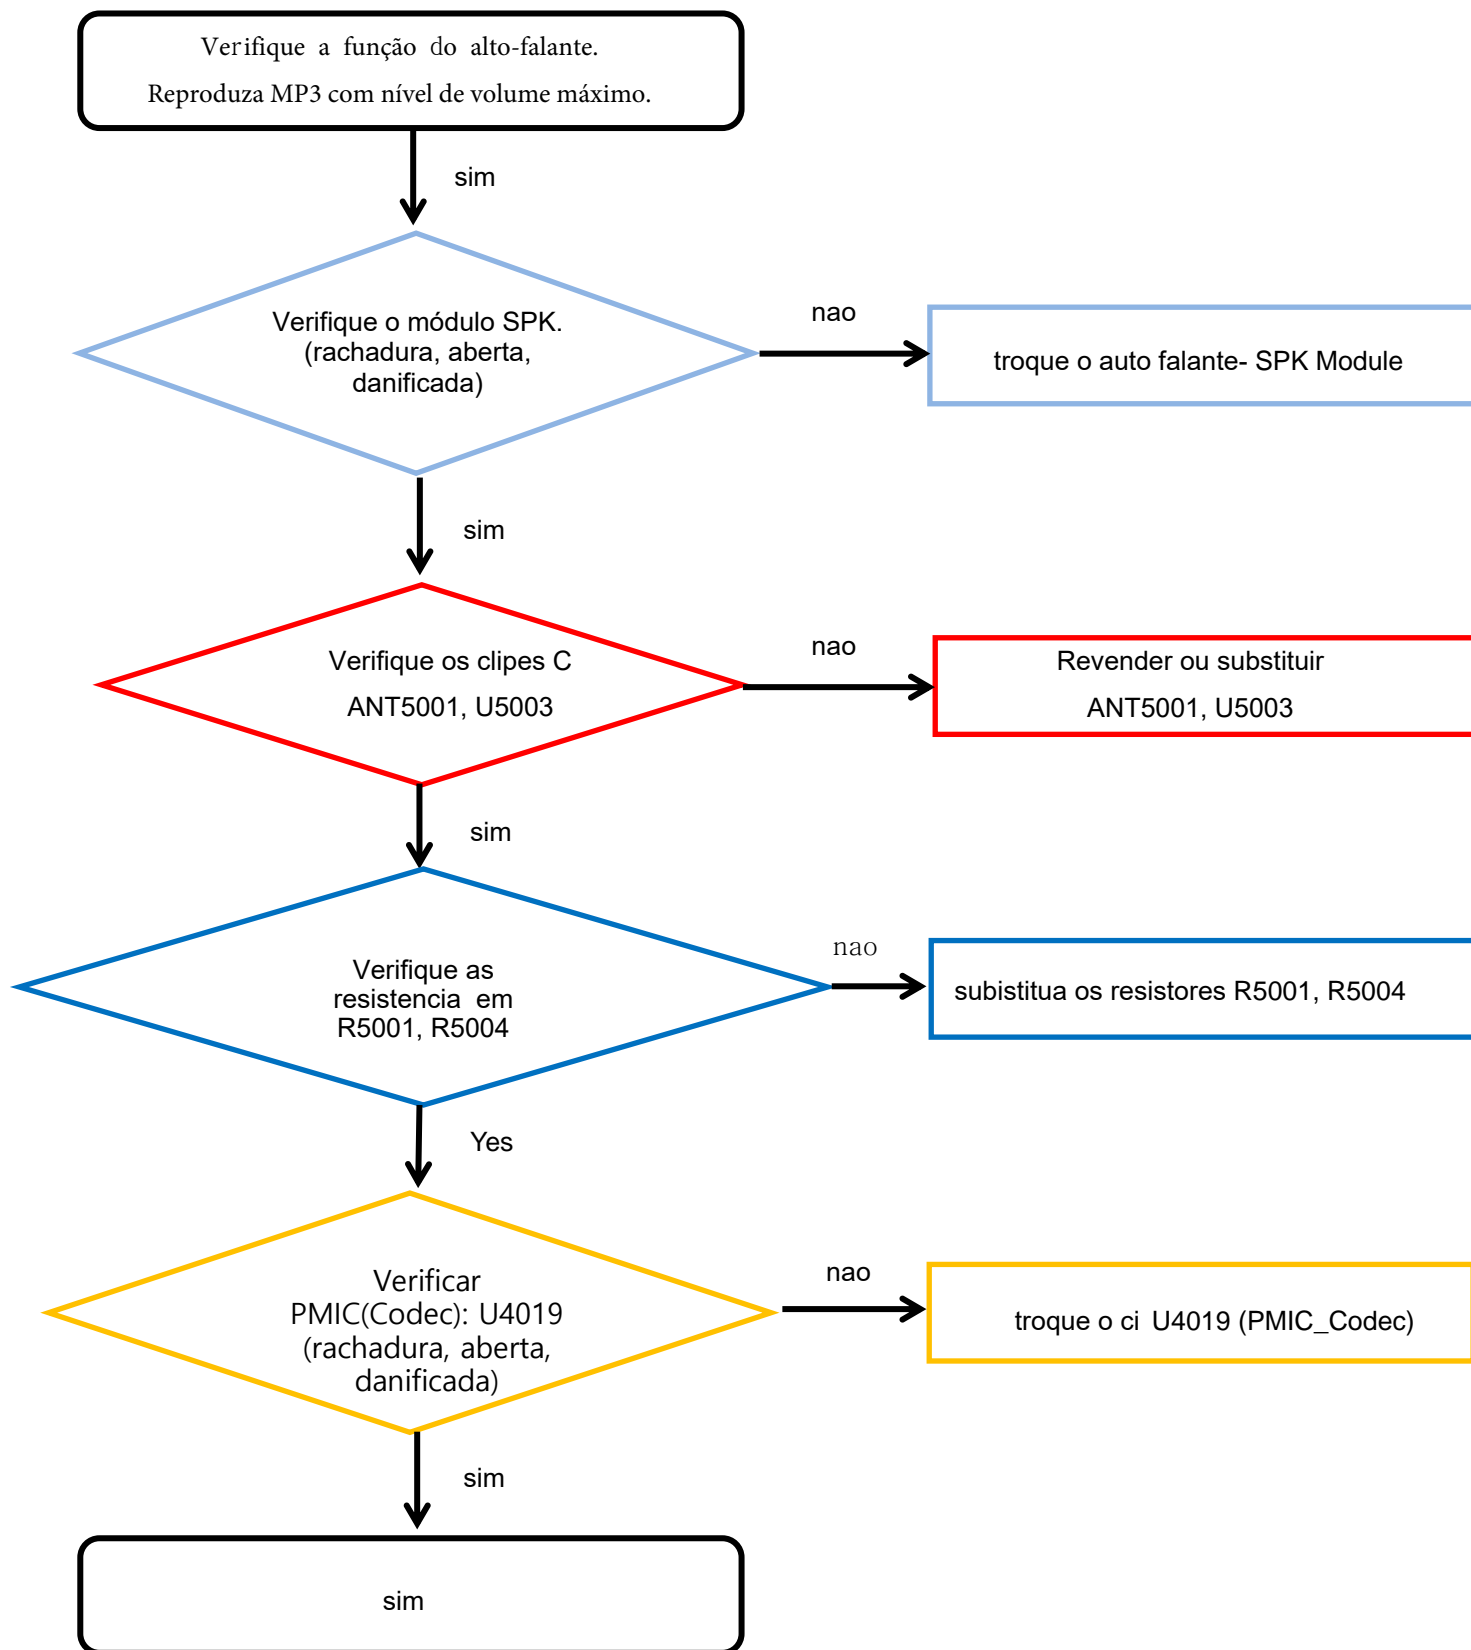 Verifique a função do alto-falante.
Reproduza MP3 com nível de volume máximo.
sim
Verifique o módulo SPK.
(rachadura, aberta,
danificada)
nao
troque o auto falante- SPK Module
sim
Verifique os clipes C
ANT5001, U5003
nao
Revender ou substituir
ANT5001, U5003
sim
Verifique as
resistencia em
R5001, R5004
nao
subistitua os resistores R5001, R5004
Yes
Verificar
PMIC(Codec): U4019
(rachadura, aberta,
danificada)
nao
troque o ci U4019 (PMIC_Codec)
sim
sim